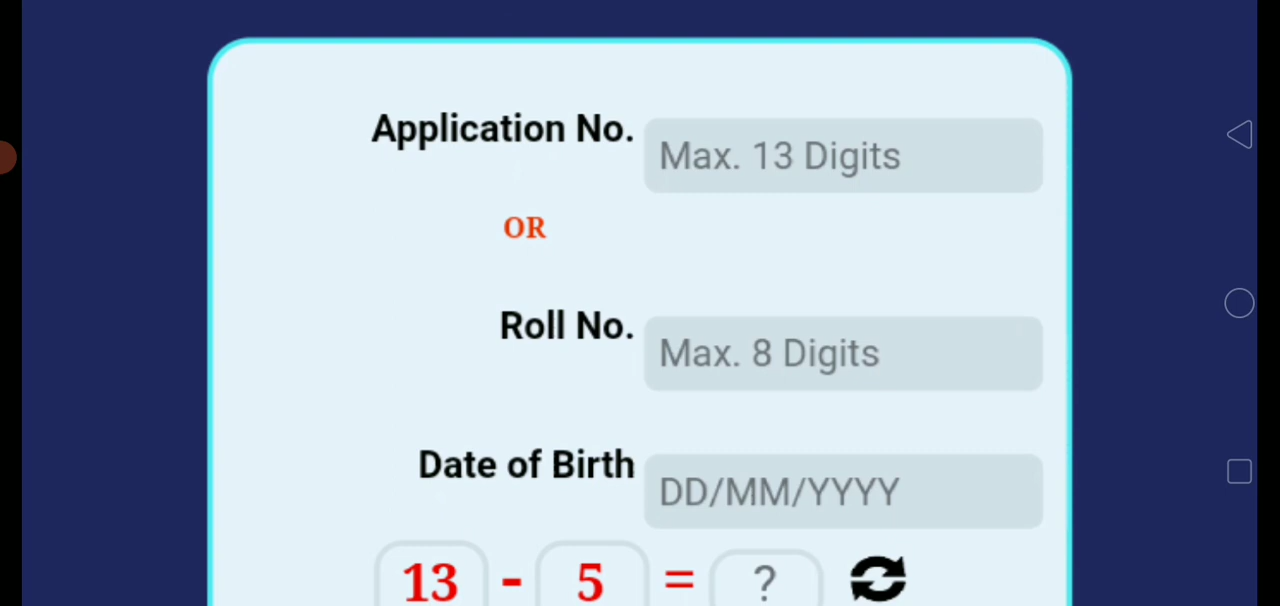 Application No. Max. 13 Digits
OR
Roll No. Max. 8 Digits
Date of Birth DD/MM/YYYY
13 - 5 = ?